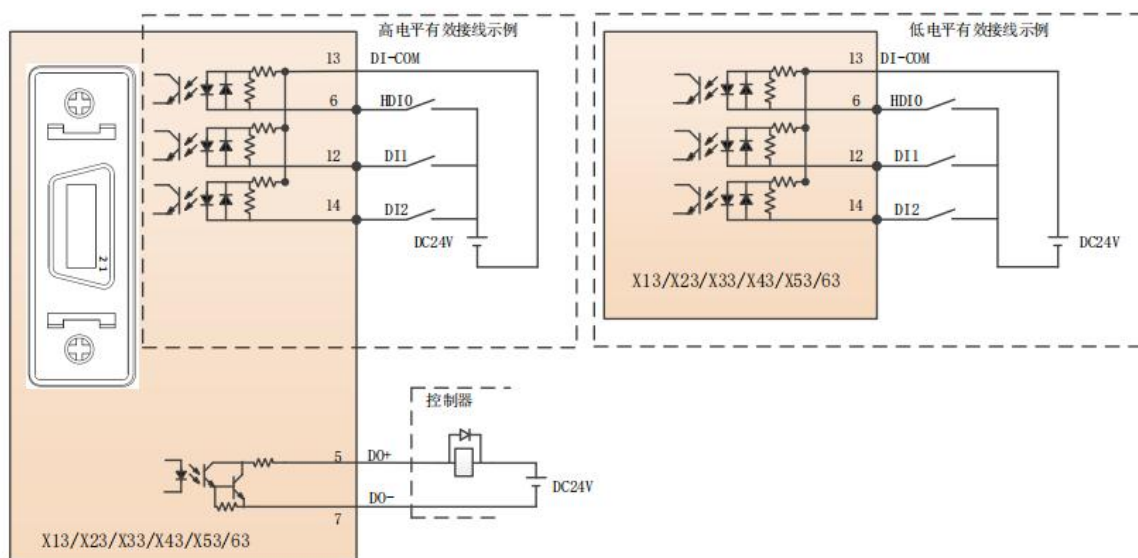 高电平有效接线示例
13 DI-COM
6 HDI0
12 DI1
14 DI2
DC24V
低电平有效接线示例
13 DI-COM
6 HDI0
12 DI1
14 DI2
DC24V
X13/X23/X33/X43/X53/63
2 1
控制器
5 DO+
DC24V
DO-
7
X13/X23/X33/X43/X53/63